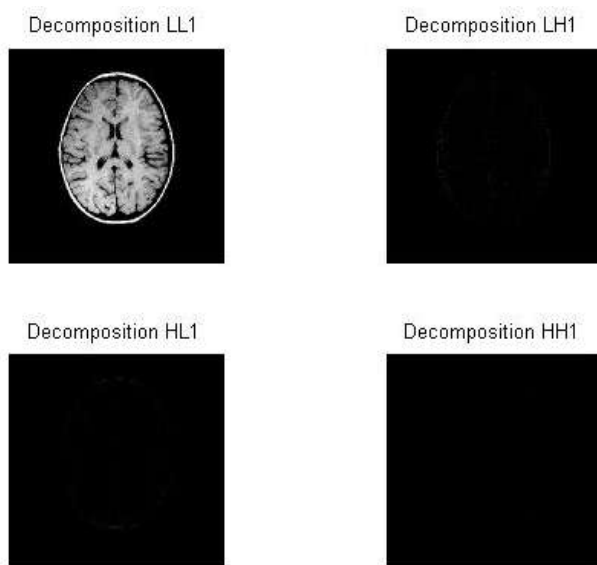 Decomposition LL1
Decomposition LH1
Decomposition HL1
Decomposition HH1